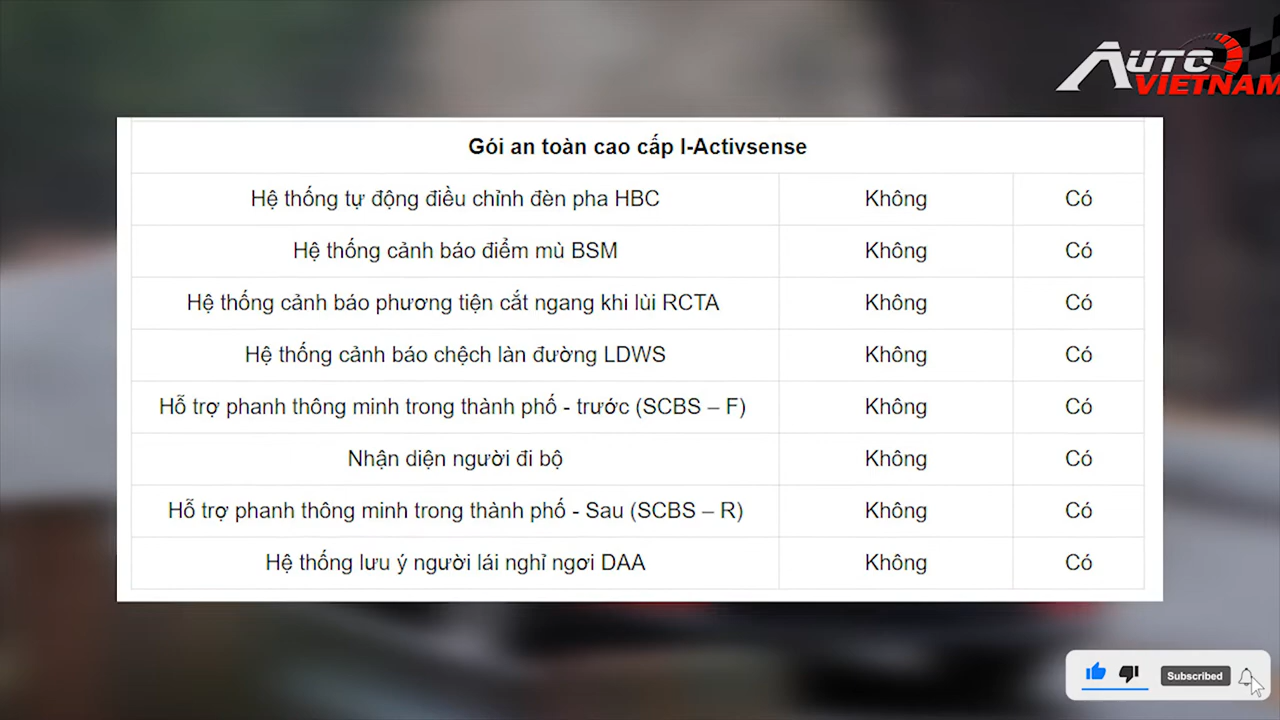 AUTO
VIETNAM
Gói an toàn cao cấp I-Activsense
Hệ thống tự động điều chỉnh đèn pha HBC Không Có
Hệ thống cảnh báo điểm mù BSM Không Có
Hệ thống cảnh báo phương tiện cắt ngang khi lùi RCTA Không Có
Hệ thống cảnh báo chệch làn đường LDWS Không Có
Hỗ trợ phanh thông minh trong thành phố - trước (SCBS – F) Không Có
Nhận diện người đi bộ Không Có
Hỗ trợ phanh thông minh trong thành phố - Sau (SCBS – R) Không Có
Hệ thống lưu ý người lái nghỉ ngơi DAA Không Có
Subscribed